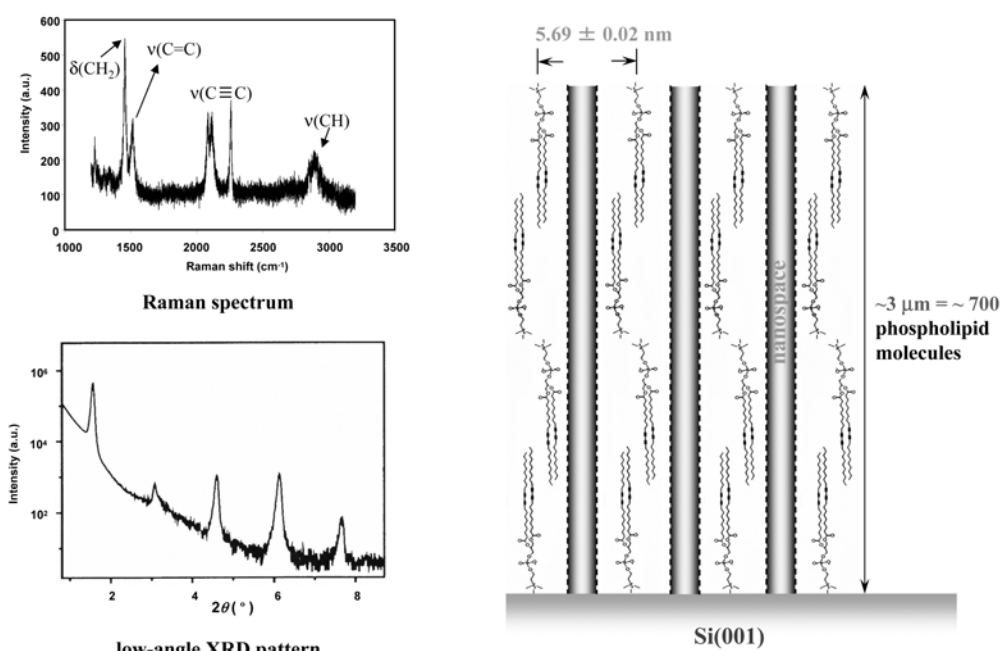 600
500
400
300
200
100
0
Intensity (a.u.)
δ(CH₂)
ν(C=C)
ν(C≡C)
ν(CH)
1000 1500 2000 2500 3000 3500
Raman shift (cm⁻¹)
Raman spectrum
10⁶
10⁴
10²
Intensity (a.u.)
2 4 6 8
2θ(°)
low-angle XRD pattern
5.69 ± 0.02 nm
nanospace
~3 μm = ~ 700
phospholipid
molecules
Si(001)